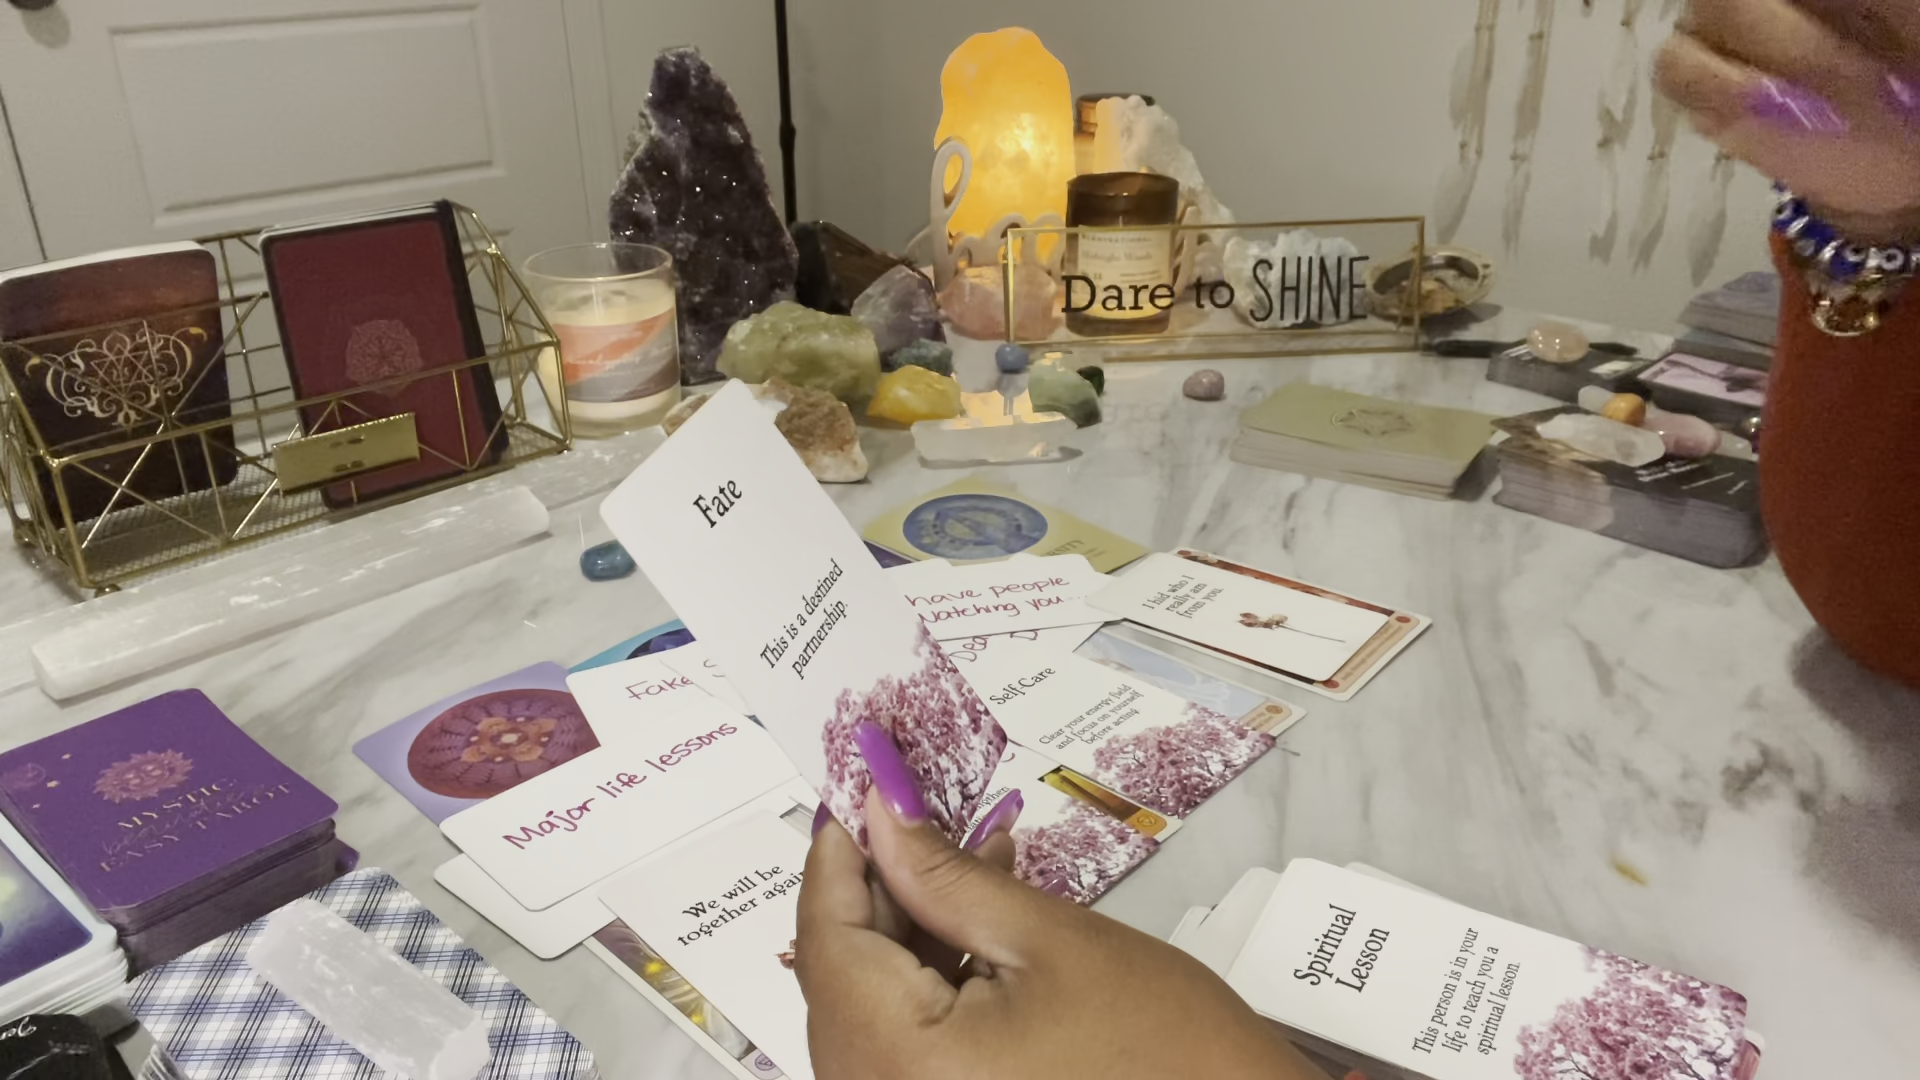 Dare to SHINE
Fate
This is a destined
partnership.
have people
watching you...
I hid who I
really am
from you.
Self-Care
Clear your energy field
and focus on yourself
before acting
Fake
Major life lessons
We will be
together again
MYSTIC
EASY TAROT
Spiritual
Lesson
This person is in your
life to teach you a
spiritual lesson.